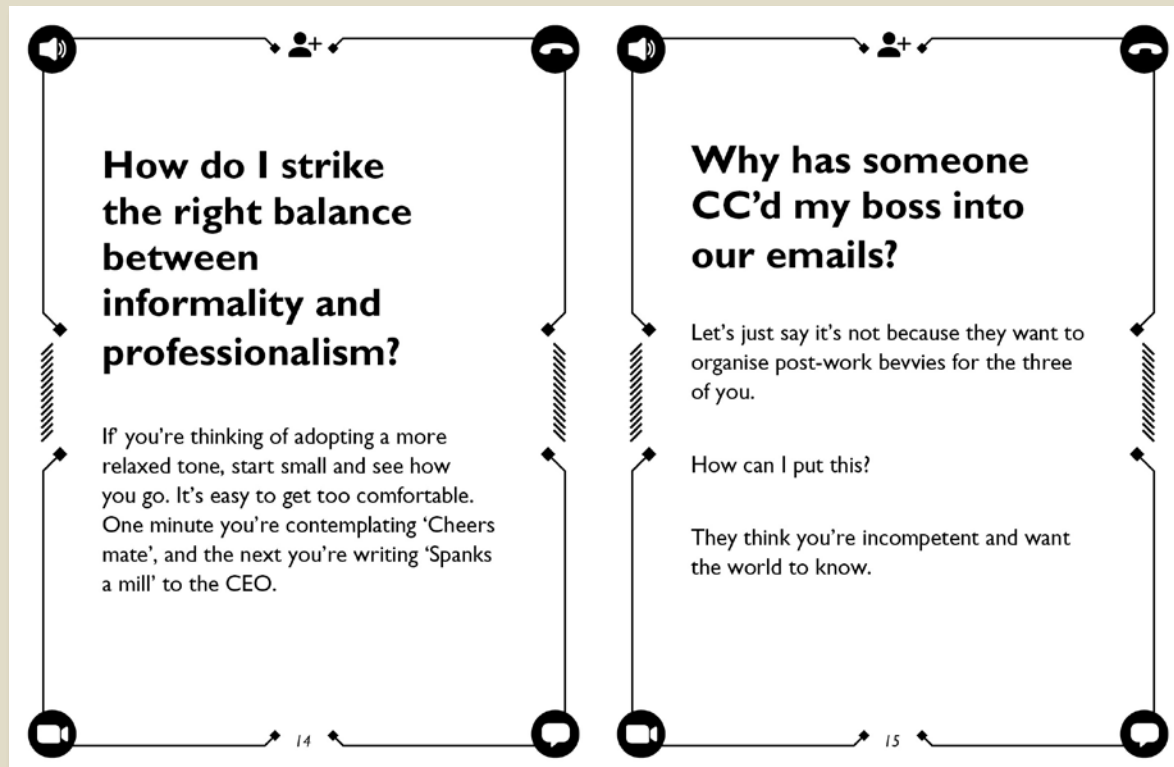 How do I strike
the right balance
between
informality and
professionalism?
If you're thinking of adopting a more
relaxed tone, start small and see how
you go. It's easy to get too comfortable.
One minute you're contemplating ‘Cheers
mate’, and the next you're writing ‘Spanks
a mill’ to the CEO.
14
Why has someone
CC’d my boss into
our emails?
Let’s just say it’s not because they want to
organise post-work bevvies for the three
of you.
How can I put this?
They think you’re incompetent and want
the world to know.
15